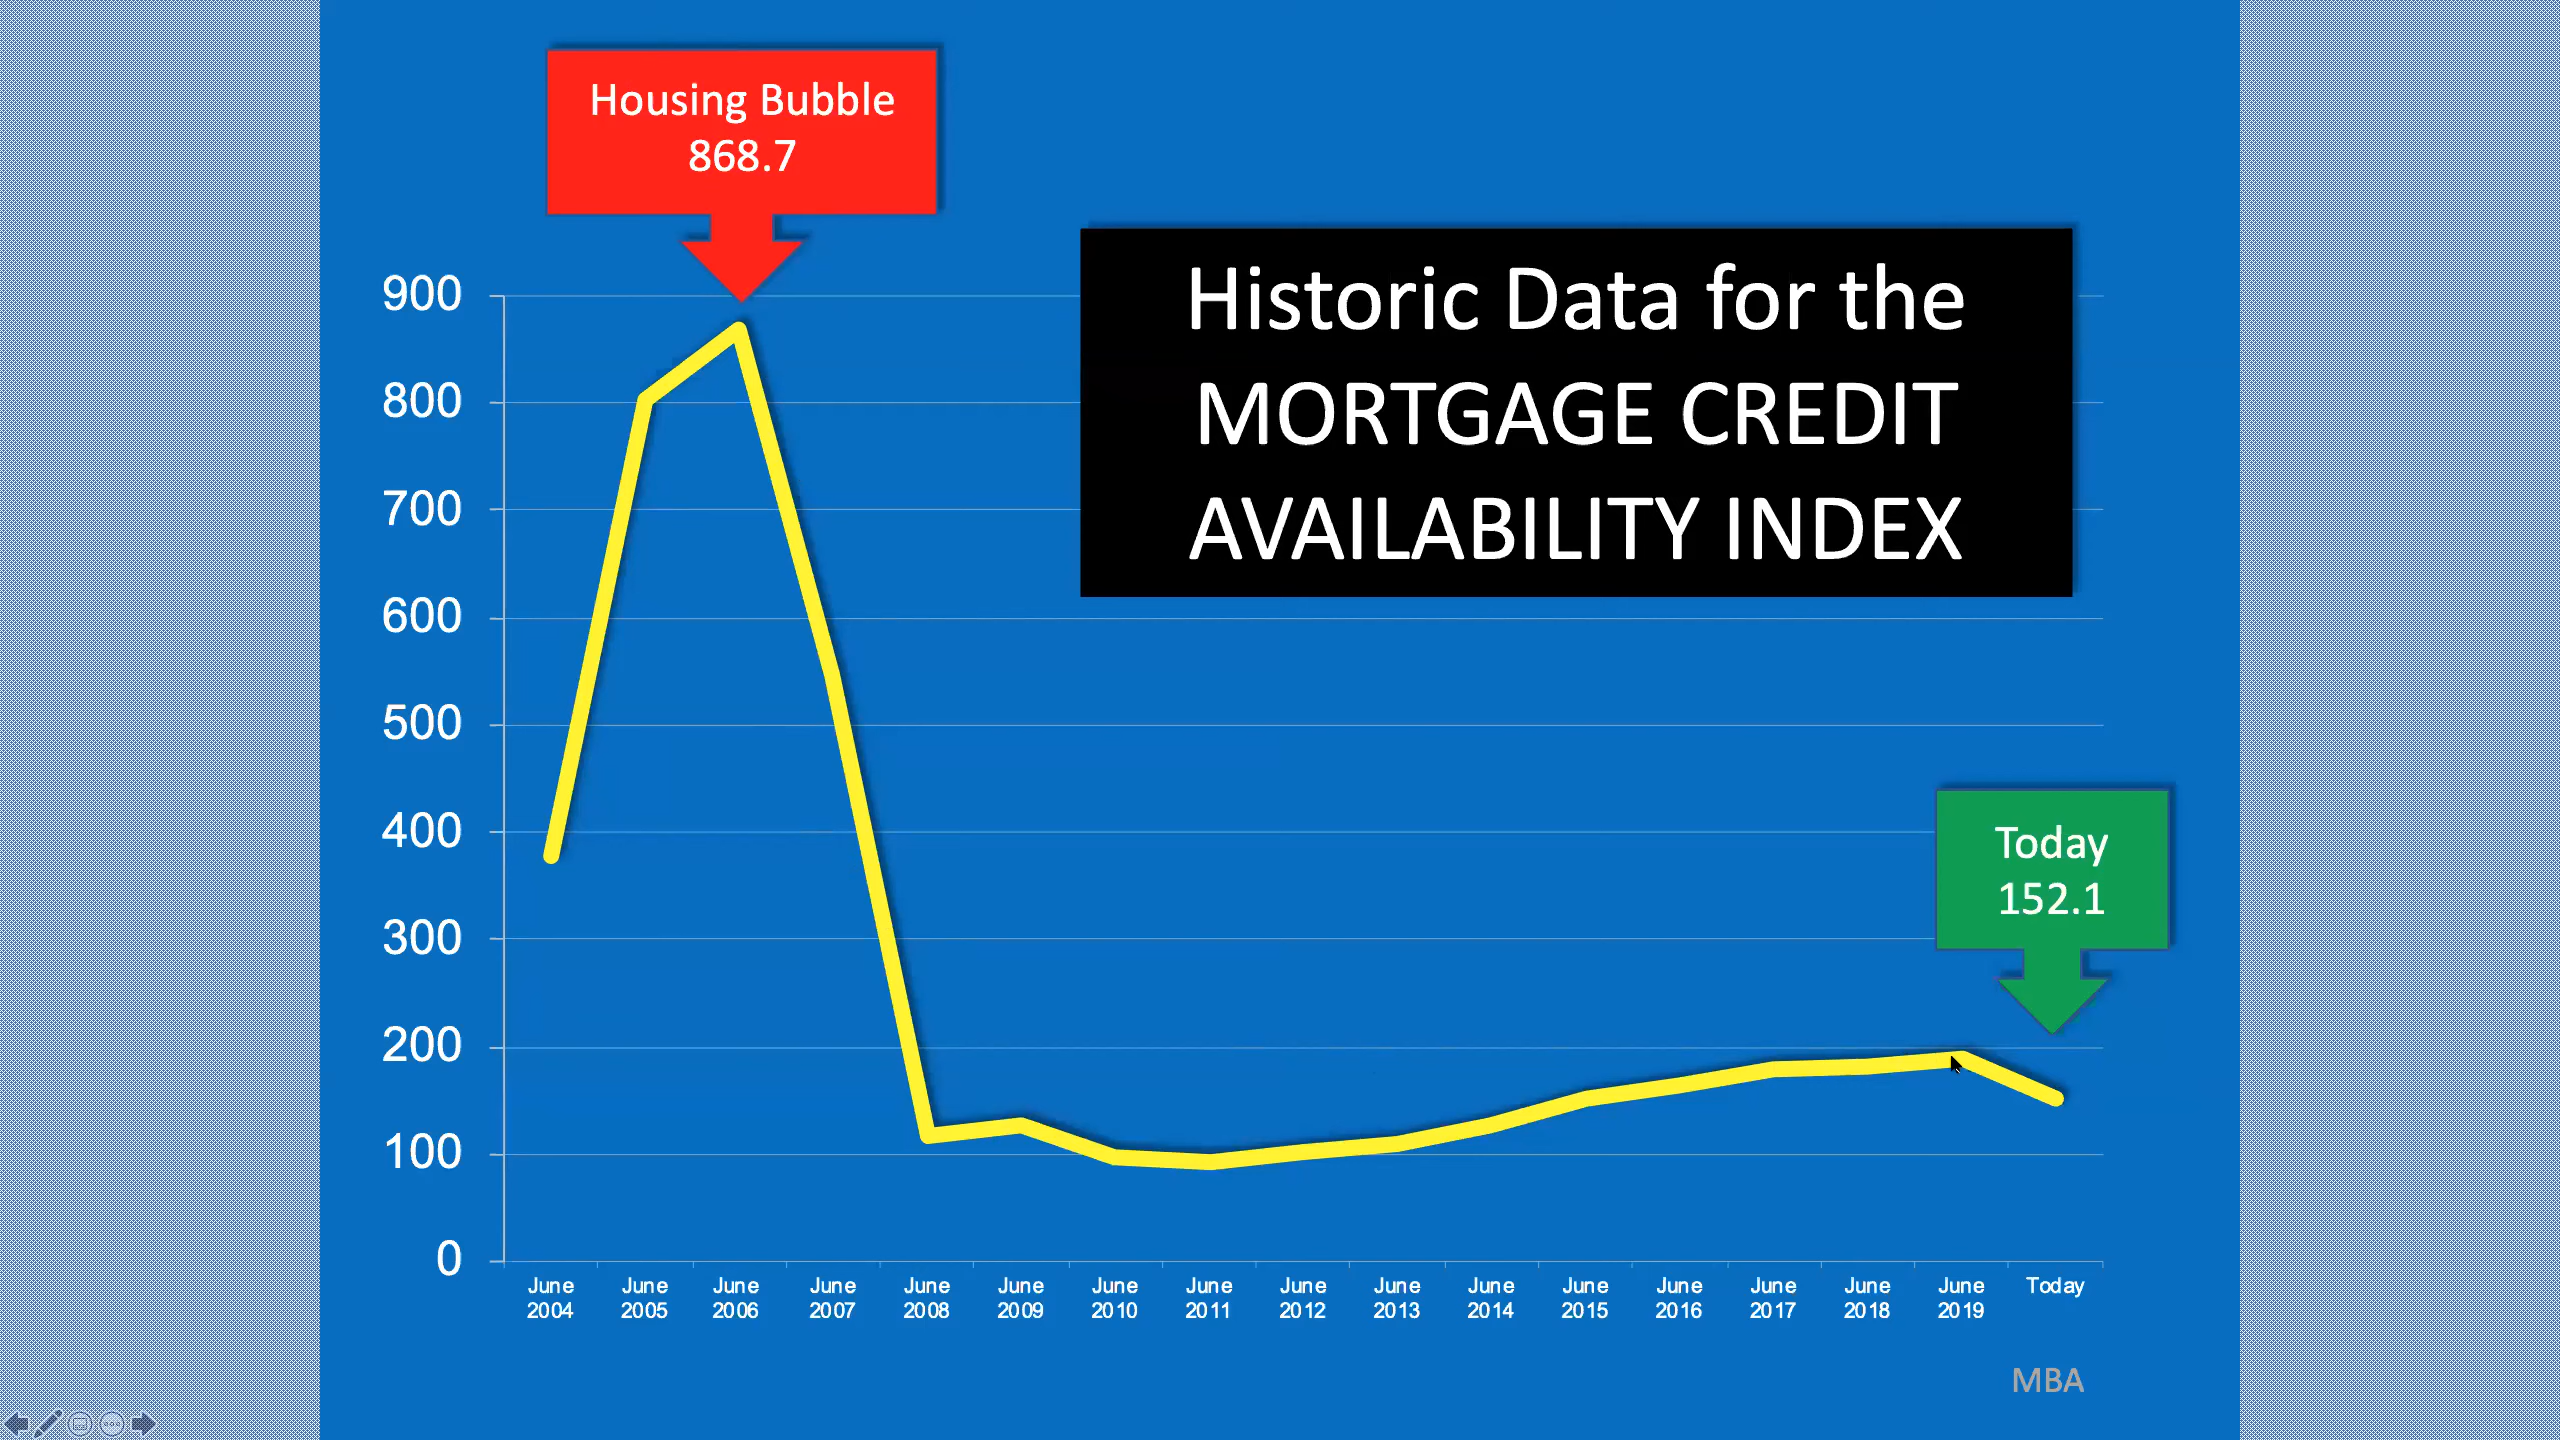 Housing Bubble
868.7
Historic Data for the
MORTGAGE CREDIT
AVAILABILITY INDEX
900
800
700
600
500
400
300
200
100
0
Today
152.1
June June June June June June June June June June June June June June June June Today
2004 2005 2006 2007 2008 2009 2010 2011 2012 2013 2014 2015 2016 2017 2018 2019
MBA